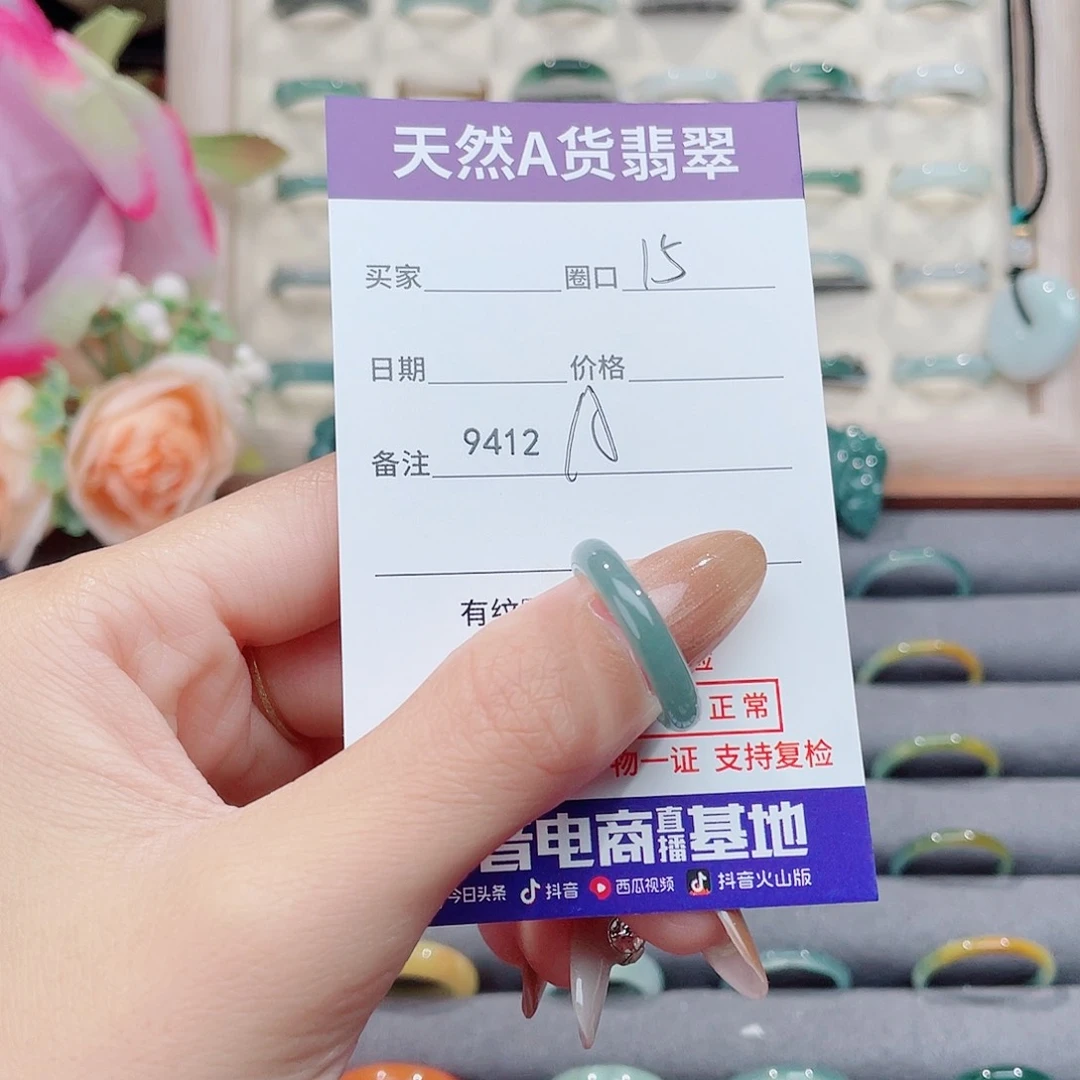 天然A货翡翠
买家 圈口 15
日期 价格
备注 9412 A
有纹
检
正常
物一证 支持复检
音电商直播基地
今日头条 抖音 西瓜视频 抖音火山版